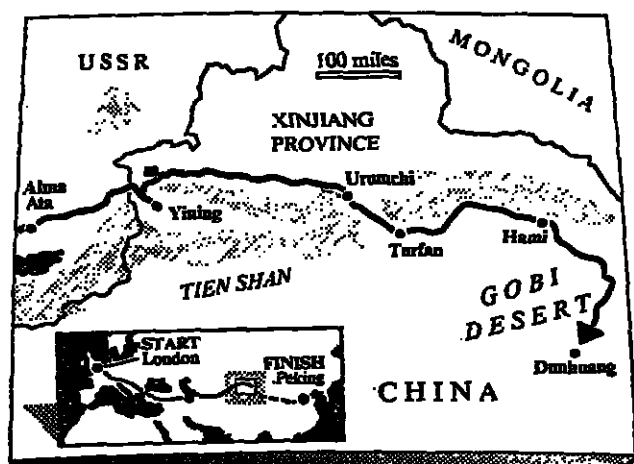 USSR
MONGOLIA
100 miles
XINJIANG
PROVINCE
Alma
Ata
Urumchi
Yining
Turfan
Hami
TIEN SHAN
GOBI
DESERT
Dunhuang
START
London
FINISH
Peking
CHINA